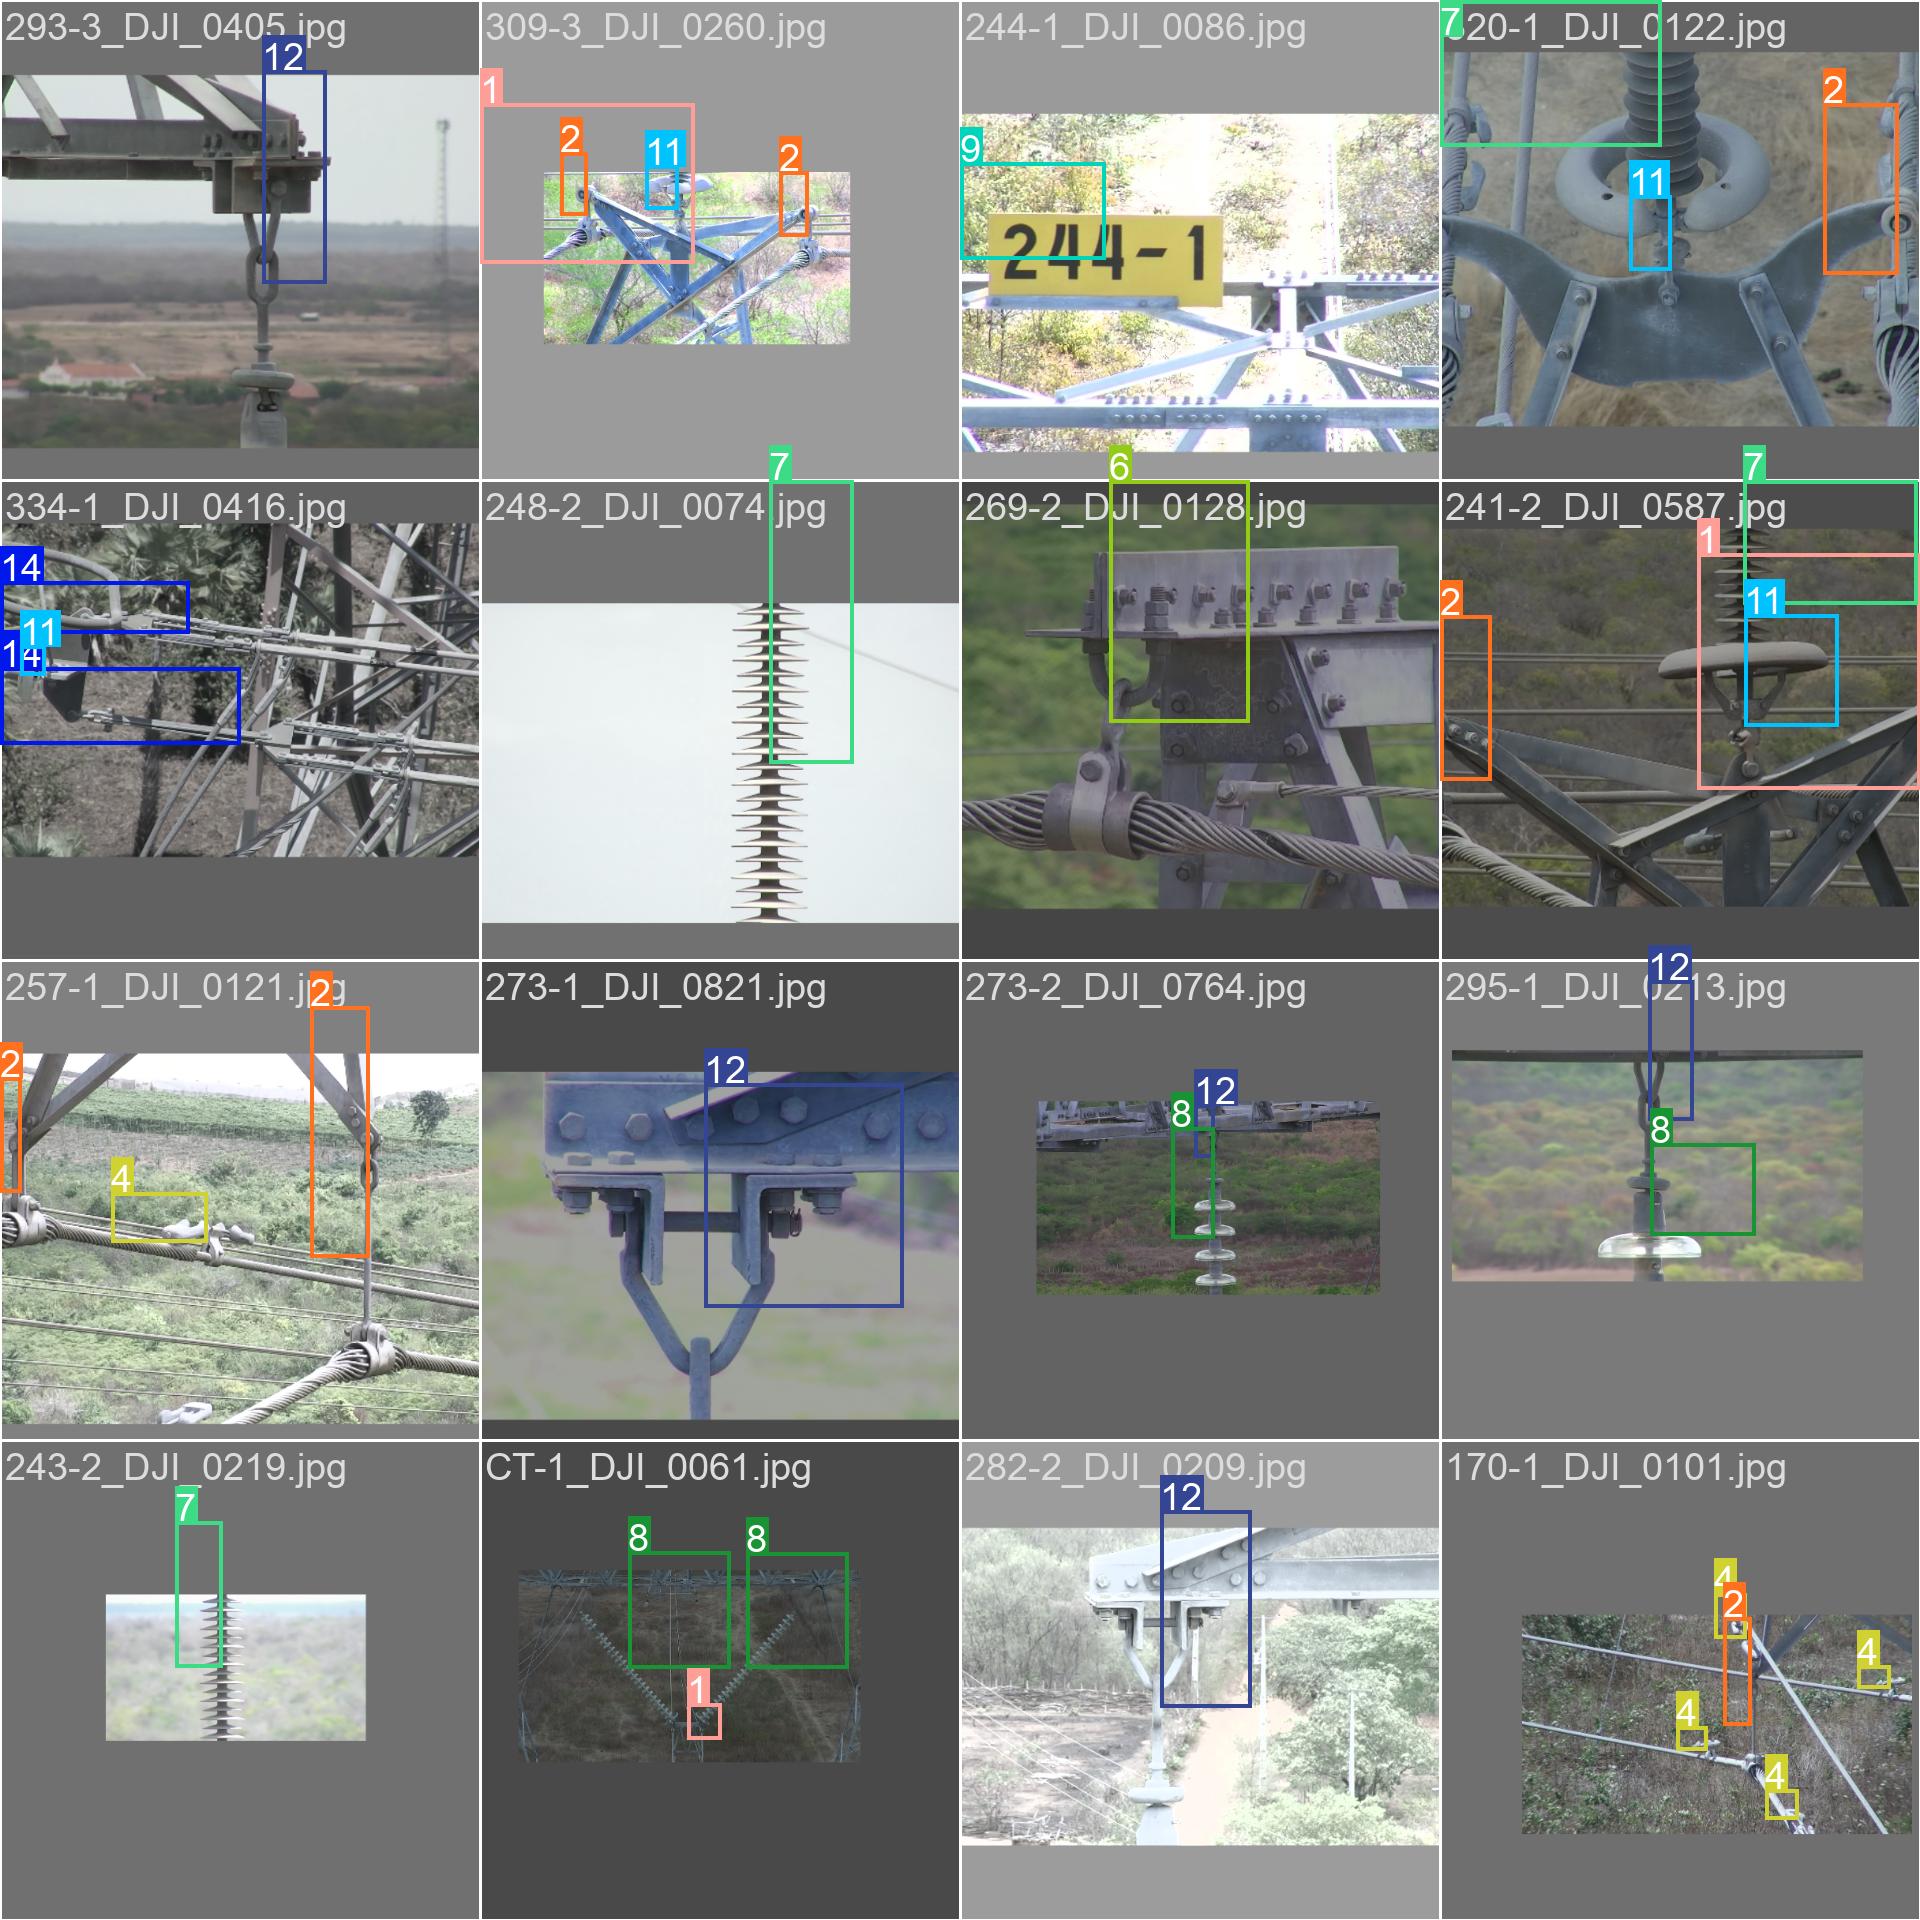 293-3_DJI_0405.jpg
12
309-3_DJI_0260.jpg
1
2
11
2
244-1_DJI_0086.jpg
9
244-1
7
320-1_DJI_0122.jpg
2
11
334-1_DJI_0416.jpg
14
11
14
248-2_DJI_0074.jpg
7
269-2_DJI_0128.jpg
6
241-2_DJI_0587.jpg
7
1
11
2
257-1_DJI_0121.jpg
2
2
4
273-1_DJI_0821.jpg
12
273-2_DJI_0764.jpg
12
8
295-1_DJI_0213.jpg
12
8
243-2_DJI_0219.jpg
7
CT-1_DJI_0061.jpg
8
8
1
282-2_DJI_0209.jpg
12
170-1_DJI_0101.jpg
4
2
4
4
4